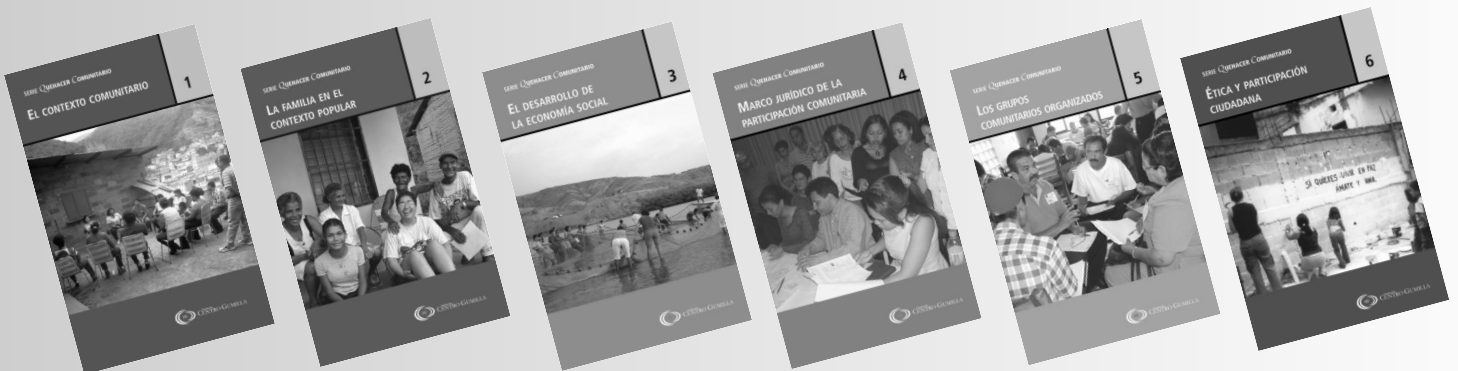 SERIE QUEHACER COMUNITARIO
1
EL CONTEXTO COMUNITARIO
CENTRO GUMILLA
SERIE QUEHACER COMUNITARIO
2
LA FAMILIA EN EL
CONTEXTO POPULAR
CENTRO GUMILLA
SERIE QUEHACER COMUNITARIO
3
EL DESARROLLO DE
LA ECONOMÍA SOCIAL
CENTRO GUMILLA
SERIE QUEHACER COMUNITARIO
4
MARCO JURÍDICO DE LA
PARTICIPACIÓN COMUNITARIA
CENTRO GUMILLA
SERIE QUEHACER COMUNITARIO
5
LOS GRUPOS
COMUNITARIOS ORGANIZADOS
CENTRO GUMILLA
SERIE QUEHACER COMUNITARIO
6
ÉTICA Y PARTICIPACIÓN
CIUDADANA
SI QUIERES VIVIR EN PAZ
AMATE Y AMA
CENTRO GUMILLA